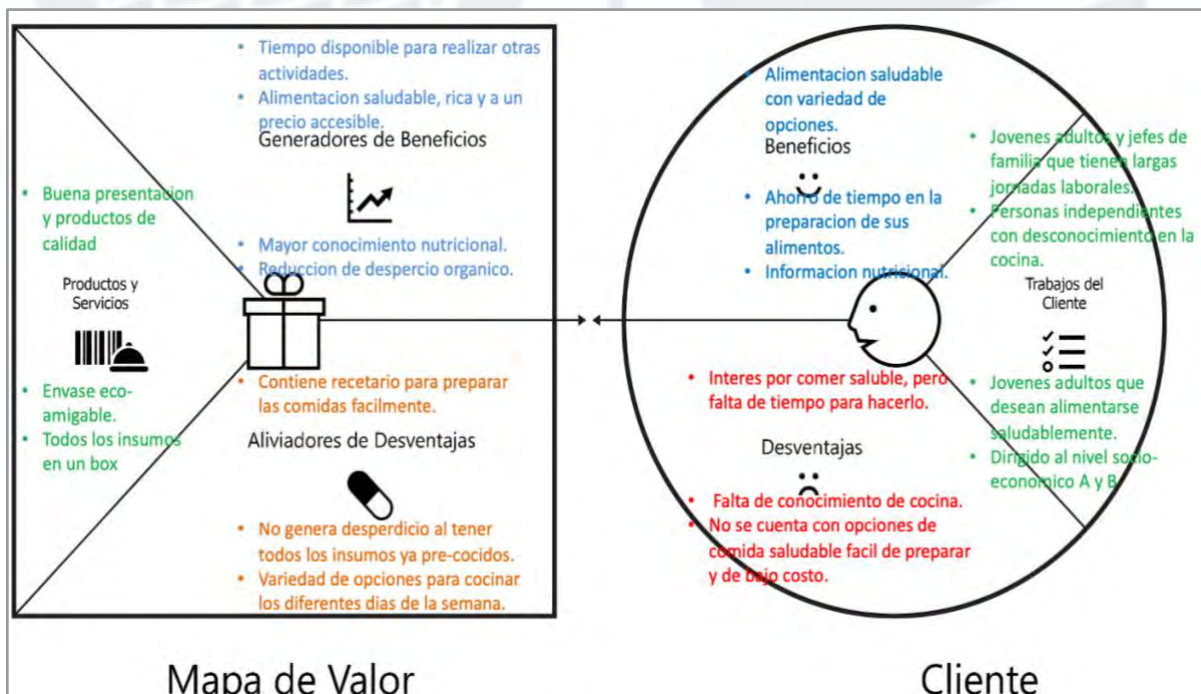 • Tiempo disponible para realizar otras
actividades.
• Alimentacion saludable, rica y a un
precio accesible.
Generadores de Beneficios
• Mayor conocimiento nutricional.
• Reduccion de despercio organico.
• Buena presentacion
y productos de
calidad
Productos y
Servicios
• Envase eco-
amigable.
• Todos los insumos
en un box
• Contiene recetario para preparar
las comidas facilmente.
Aliviadores de Desventajas
• No genera desperdicio al tener
todos los insumos ya pre-cocidos.
• Variedad de opciones para cocinar
los diferentes dias de la semana.
Mapa de Valor
• Alimentacion saludable
con variedad de
opciones.
Beneficios
• Ahorro de tiempo en la
preparacion de sus
alimentos.
• Informacion nutricional.
• Jovenes adultos y jefes de
familia que tienen largas
jornadas laborales.
• Personas independientes
con desconocimiento en la
cocina.
Trabajos del
Cliente
• Jovenes adultos que
desean alimentarse
saludablemente.
• Dirigido al nivel socio-
economico A y B
• Interes por comer saluble, pero
falta de tiempo para hacerlo.
Desventajas
• Falta de conocimiento de cocina.
• No se cuenta con opciones de
comida saludable facil de preparar
y de bajo costo.
Cliente